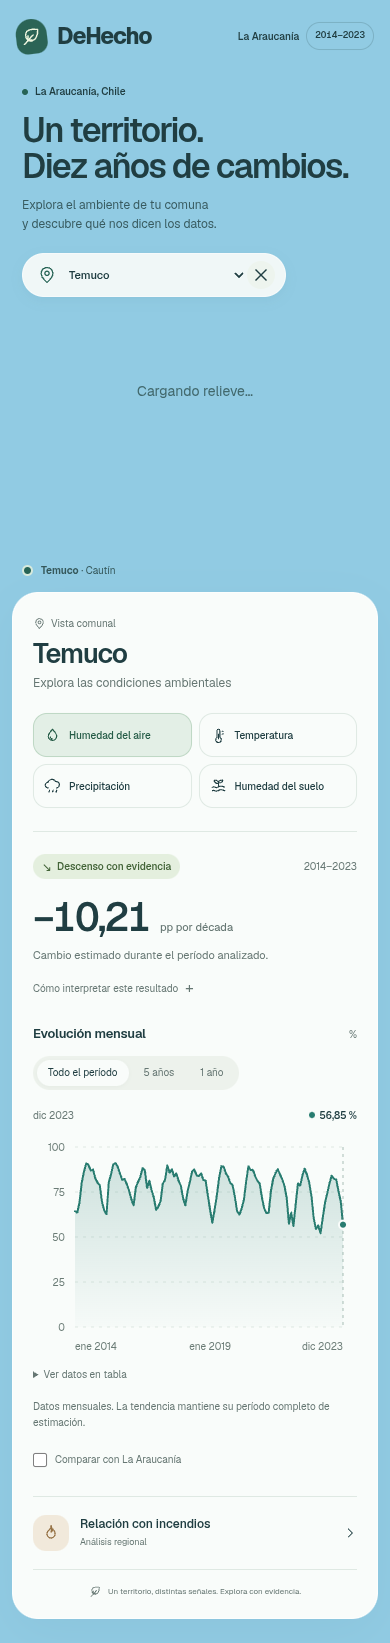 DeHecho
La Araucanía 2014–2023
La Araucanía, Chile
Un territorio.
Diez años de cambios.
Explora el ambiente de tu comuna
y descubre qué nos dicen los datos.
Temuco
Cargando relieve...
Temuco · Cautín
Vista comunal
Temuco
Explora las condiciones ambientales
Humedad del aire
Temperatura
Precipitación
Humedad del suelo
↘ Descenso con evidencia
2014–2023
−10,21 pp por década
Cambio estimado durante el período analizado.
Cómo interpretar este resultado +
Evolución mensual
%
Todo el período 5 años 1 año
dic 2023
56,85 %
100
75
50
25
0
ene 2014 ene 2019 dic 2023
Ver datos en tabla
Datos mensuales. La tendencia mantiene su período completo de
estimación.
Comparar con La Araucanía
Relación con incendios
Análisis regional
Un territorio, distintas señales. Explora con evidencia.